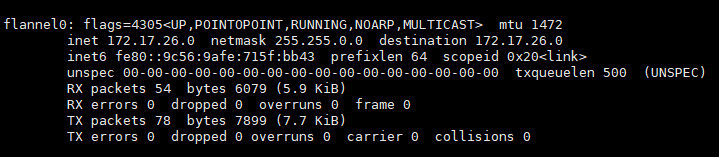 flannel0: flags=4305<UP,POINTOPOINT,RUNNING,NOARP,MULTICAST>  mtu 1472
        inet 172.17.26.0  netmask 255.255.0.0  destination 172.17.26.0
        inet6 fe80::9c56:9afe:715f:bb43  prefixlen 64  scopeid 0x20<link>
        unspec 00-00-00-00-00-00-00-00-00-00-00-00-00-00-00-00  txqueuelen 500  (UNSPEC)
        RX packets 54  bytes 6079 (5.9 KiB)
        RX errors 0  dropped 0  overruns 0  frame 0
        TX packets 78  bytes 7899 (7.7 KiB)
        TX errors 0  dropped 0 overruns 0  carrier 0  collisions 0